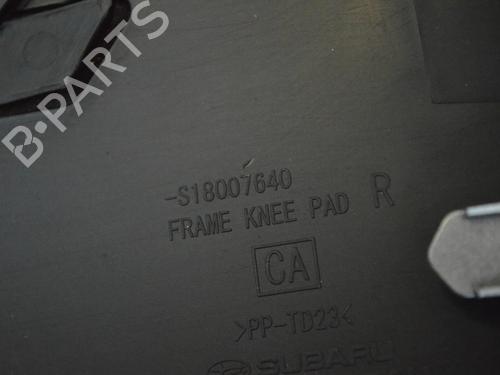 B-PARTS
-S18007640
FRAME KNEE PAD R
CA
>PP-TD23<
SUBARU